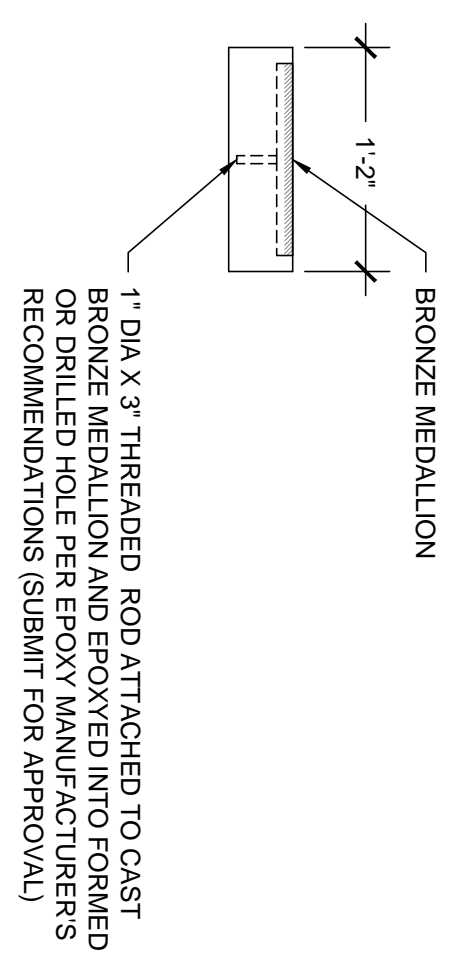 BRONZE MEDALLION
1'-2"
1" DIA X 3" THREADED ROD ATTACHED TO CAST
BRONZE MEDALLION AND EPOXYED INTO FORMED
OR DRILLED HOLE PER EPOXY MANUFACTURER'S
RECOMMENDATIONS (SUBMIT FOR APPROVAL)